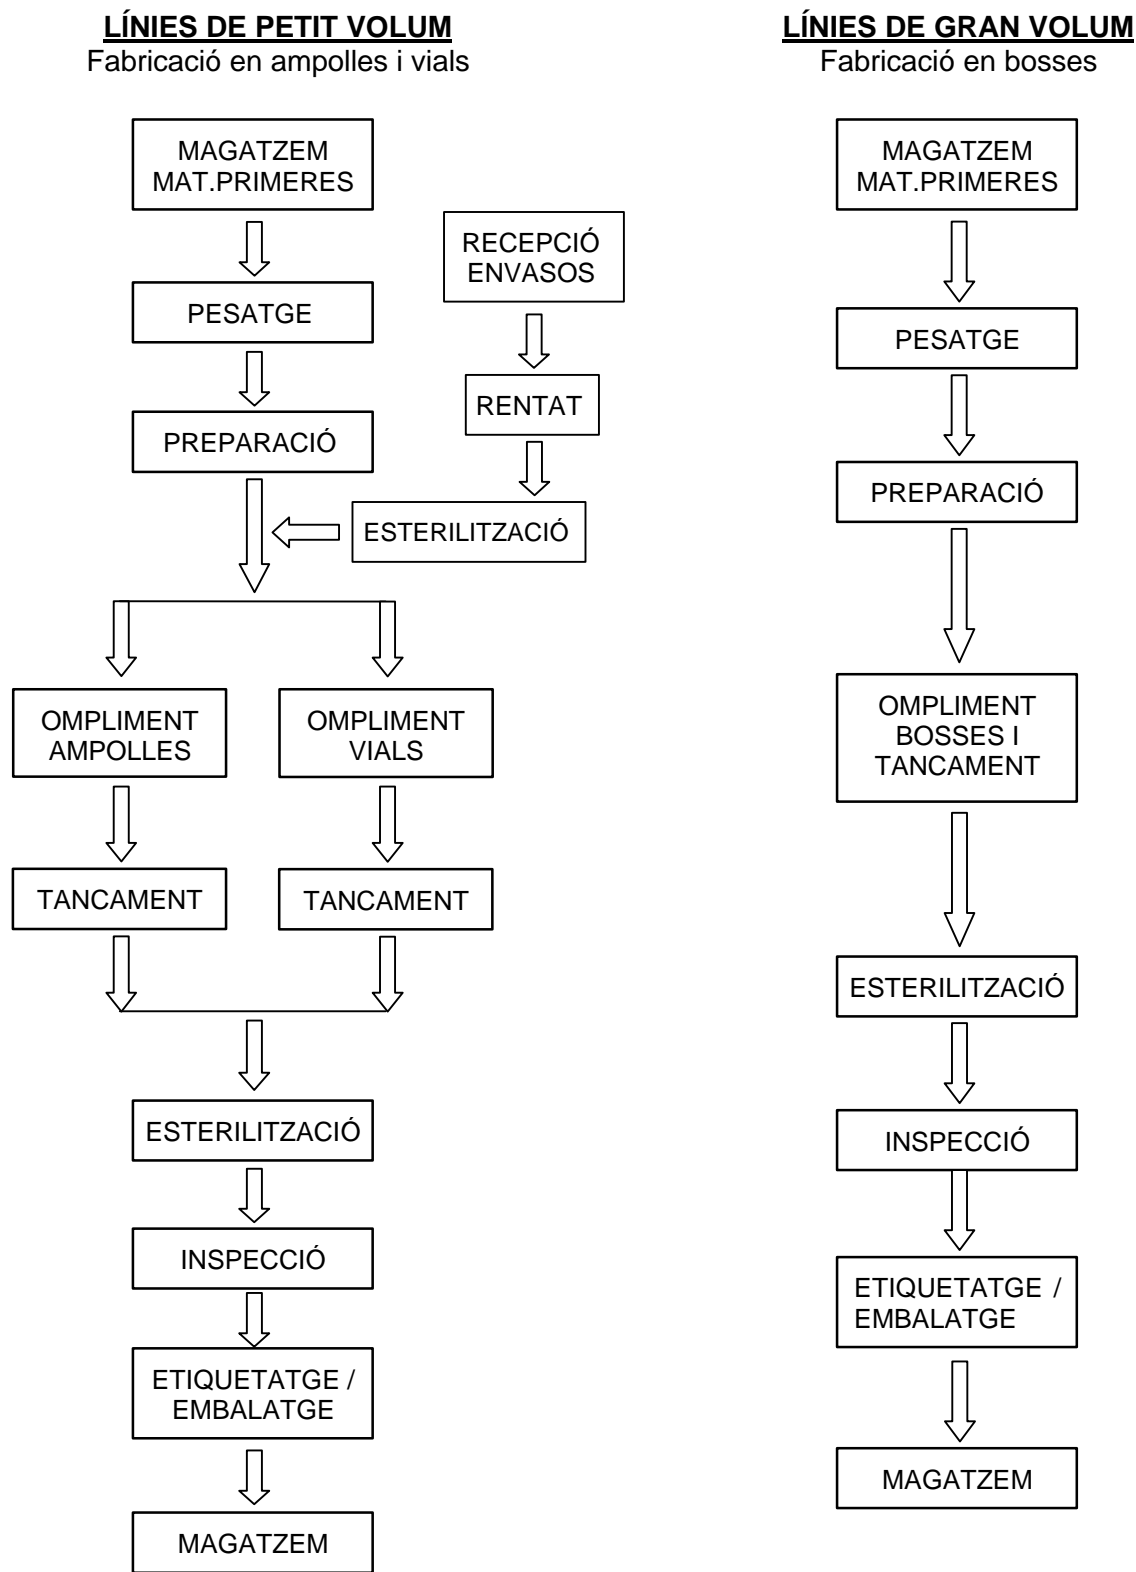 LÍNIES DE PETIT VOLUM
Fabricació en ampolles i vials
MAGATZEM
MAT.PRIMERES
RECEPCIÓ
ENVASOS
PESATGE
RENTAT
PREPARACIÓ
ESTERILITZACIÓ
OMPLIMENT
AMPOLLES
OMPLIMENT
VIALS
TANCAMENT
TANCAMENT
ESTERILITZACIÓ
INSPECCIÓ
ETIQUETATGE /
EMBALATGE
MAGATZEM
LÍNIES DE GRAN VOLUM
Fabricació en bosses
MAGATZEM
MAT.PRIMERES
PESATGE
PREPARACIÓ
OMPLIMENT
BOSSES I
TANCAMENT
ESTERILITZACIÓ
INSPECCIÓ
ETIQUETATGE /
EMBALATGE
MAGATZEM